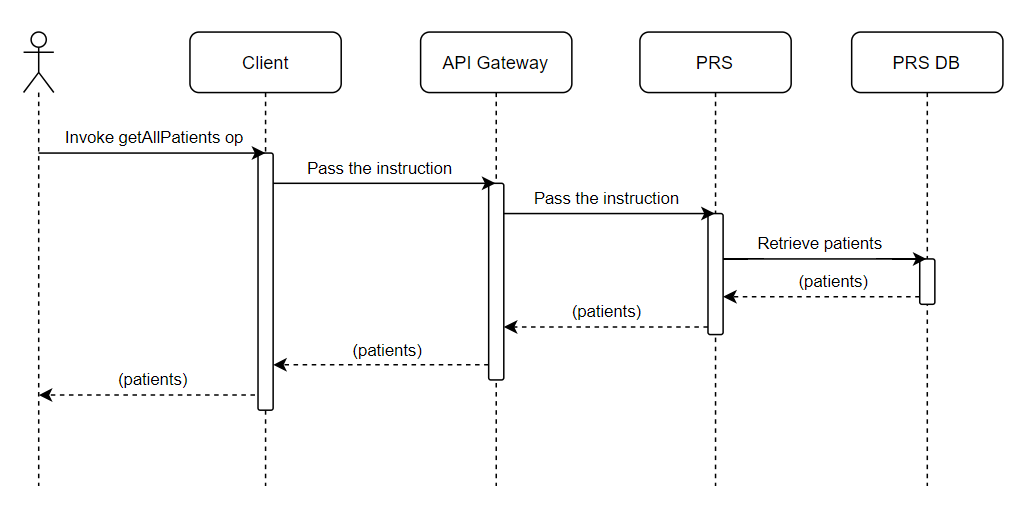 Client
API Gateway
PRS
PRS DB
Invoke getAllPatients op
Pass the instruction
Pass the instruction
Retrieve patients
(patients)
(patients)
(patients)
(patients)